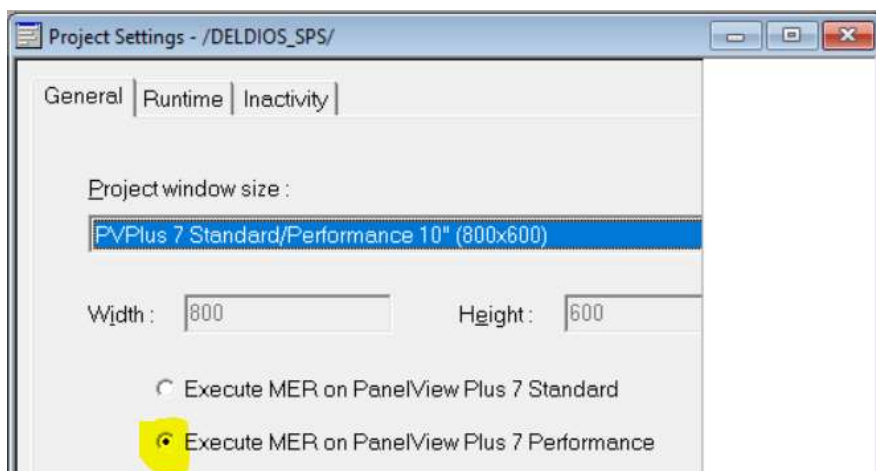 Project Settings - /DELDIOS_SPS/
General Runtime Inactivity
Project window size :
PVPlus 7 Standard/Performance 10" (800x600)
Width : 800 Height : 600
Execute MER on PanelView Plus 7 Standard
Execute MER on PanelView Plus 7 Performance